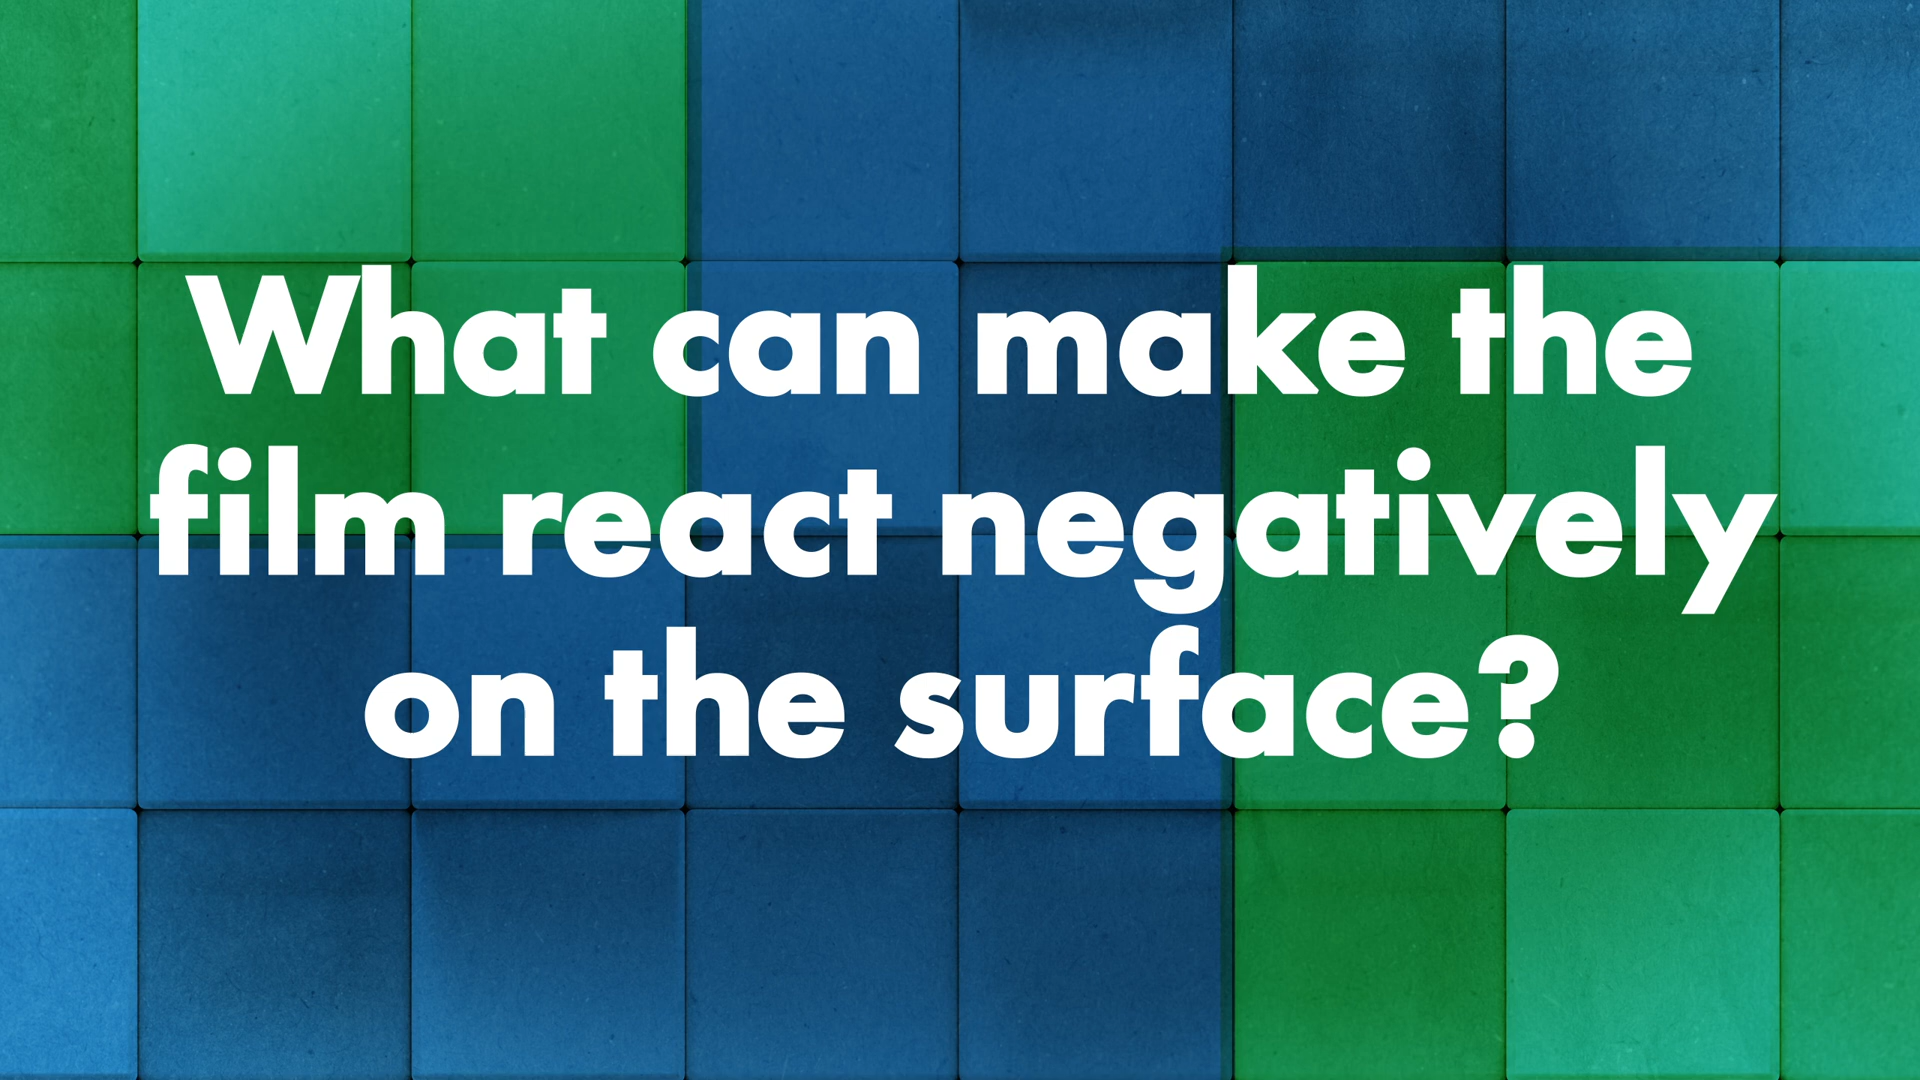 What can make the
film react negatively
on the surface?